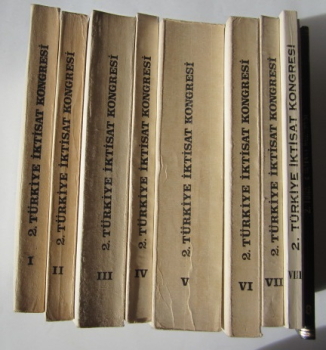 2. TÜRKİYE İKTİSAT KONGRESİ
I
2. TÜRKİYE İKTİSAT KONGRESİ
II
2. TÜRKİYE İKTİSAT KONGRESİ
III
2. TÜRKİYE İKTİSAT KONGRESİ
IV
2. TÜRKİYE İKTİSAT KONGRESİ
V
2. TÜRKİYE İKTİSAT KONGRESİ
VI
2. TÜRKİYE İKTİSAT KONGRESİ
VII
2. TÜRKİYE İKTİSAT KONGRESİ
VIII